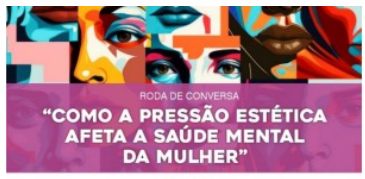 RODA DE CONVERSA
“COMO A PRESSÃO ESTÉTICA
AFETA A SAÚDE MENTAL
DA MULHER”